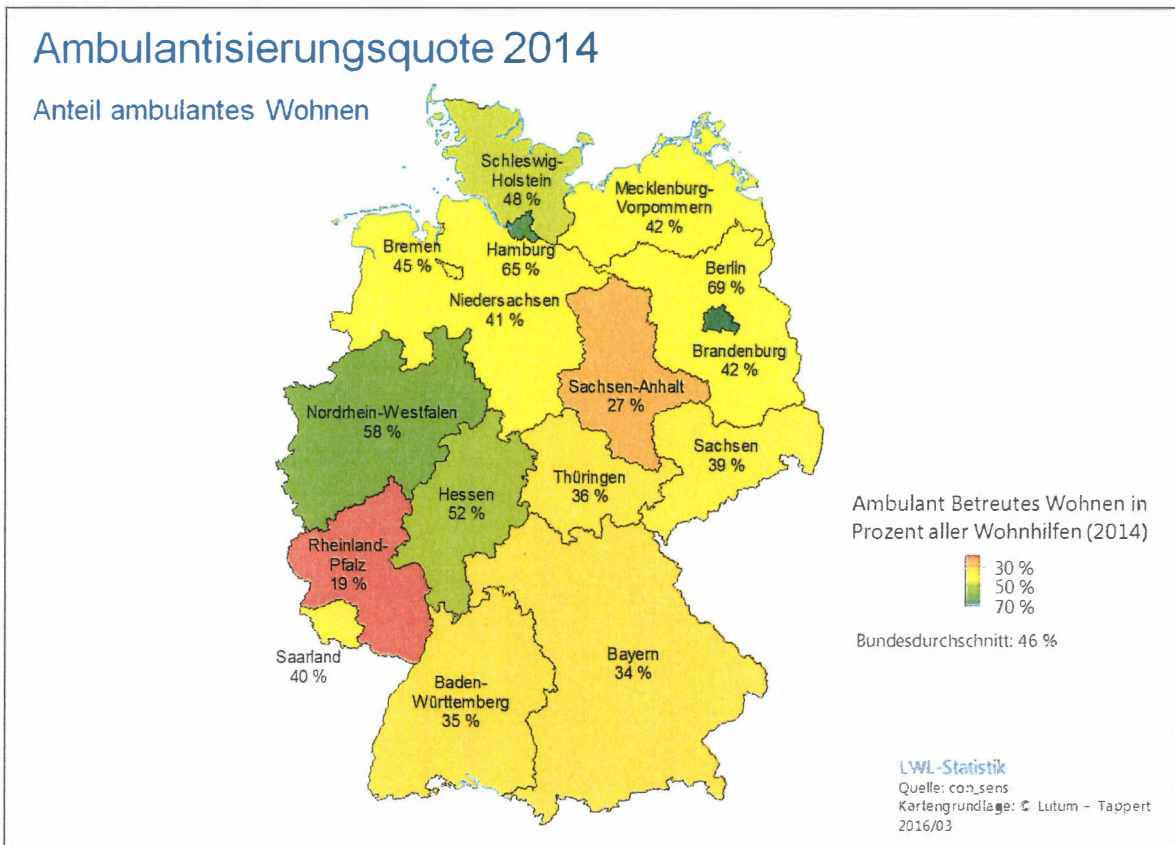 Ambulantisierungsquote 2014
Anteil ambulantes Wohnen
Schleswig-
Holstein
48 %
Mecklenburg-
Vorpommern
42 %
Hamburg
65 %
Bremen
45 %
Berlin
69 %
Niedersachsen
41 %
Brandenburg
42 %
Sachsen-Anhalt
27 %
Nordrhein-Westfalen
58 %
Sachsen
39 %
Thüringen
36 %
Hessen
52 %
Rheinland-
Pfalz
19 %
Saarland
40 %
Bayern
34 %
Baden-
Württemberg
35 %
Ambulant Betreutes Wohnen in
Prozent aller Wohnhilfen (2014)
30 %
50 %
70 %
Bundesdurchschnitt: 46 %
LWL-Statistik
Quelle: con_sens
Kartengrundlage: © Lutum - Tappert
2016/03